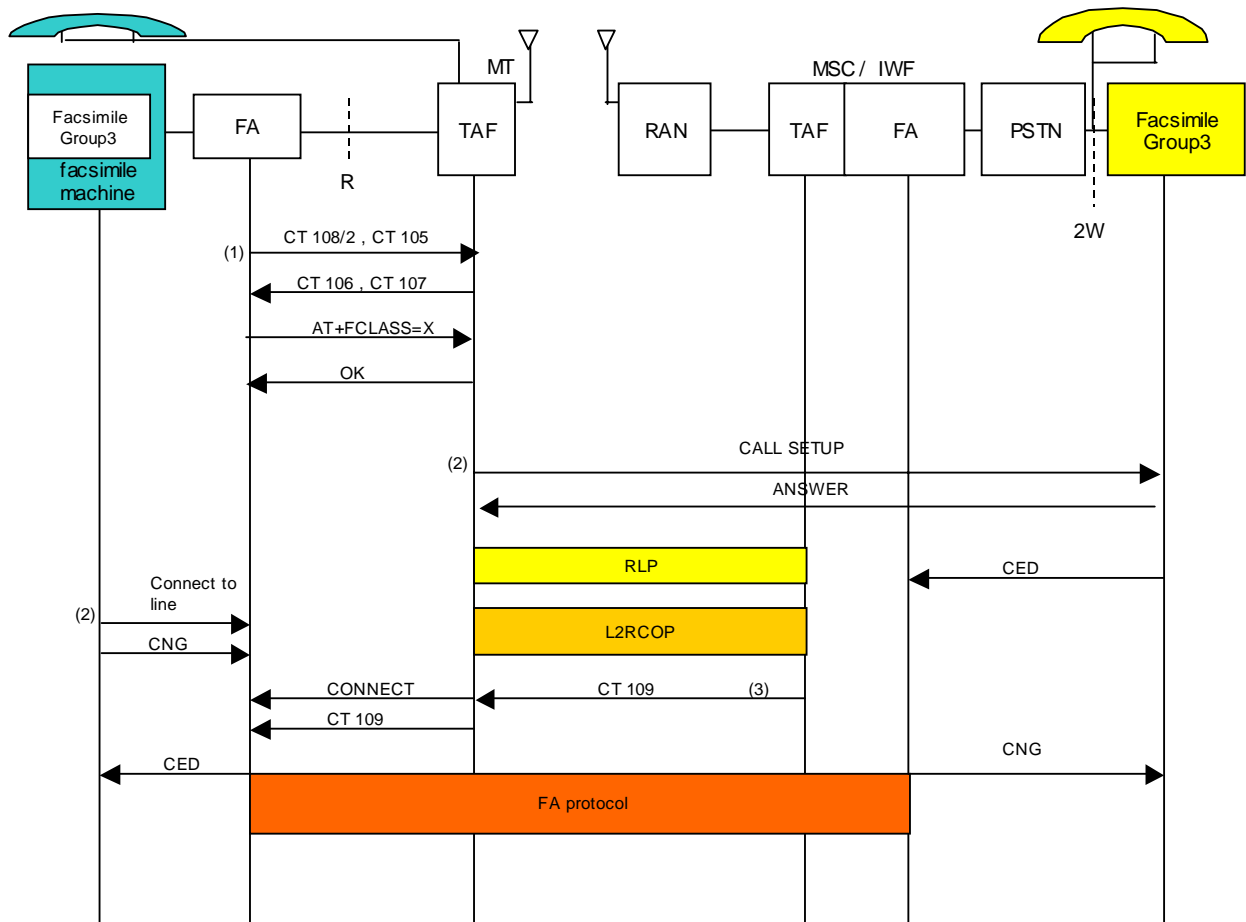 MT
MSC / IWF
Facsimile
Group3
facsimile
machine
FA
R
TAF
RAN
TAF
FA
PSTN
2W
Facsimile
Group3
(1)
CT 108/2 , CT 105
CT 106 , CT 107
AT+FCLASS=X
OK
(2)
CALL SETUP
ANSWER
RLP
CED
(2)
Connect to
line
L2RCOP
CNG
CONNECT
CT 109
(3)
CT 109
CED
CNG
FA protocol